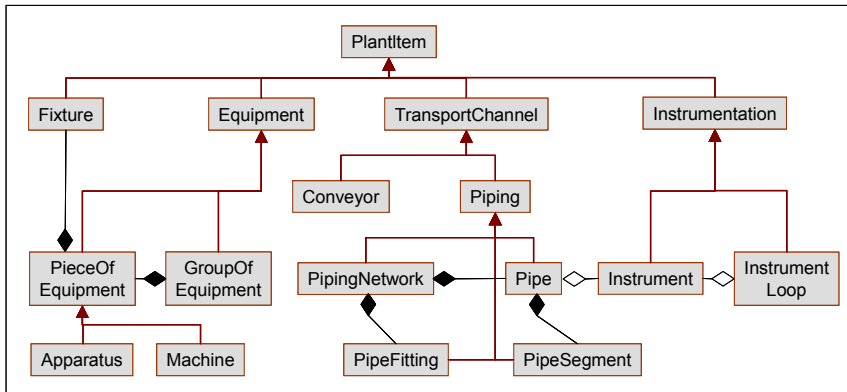 PlantItem
Fixture
Equipment
TransportChannel
Instrumentation
Conveyor
Piping
PieceOf
Equipment
GroupOf
Equipment
PipingNetwork
Pipe
Instrument
Instrument
Loop
Apparatus
Machine
PipeFitting
PipeSegment